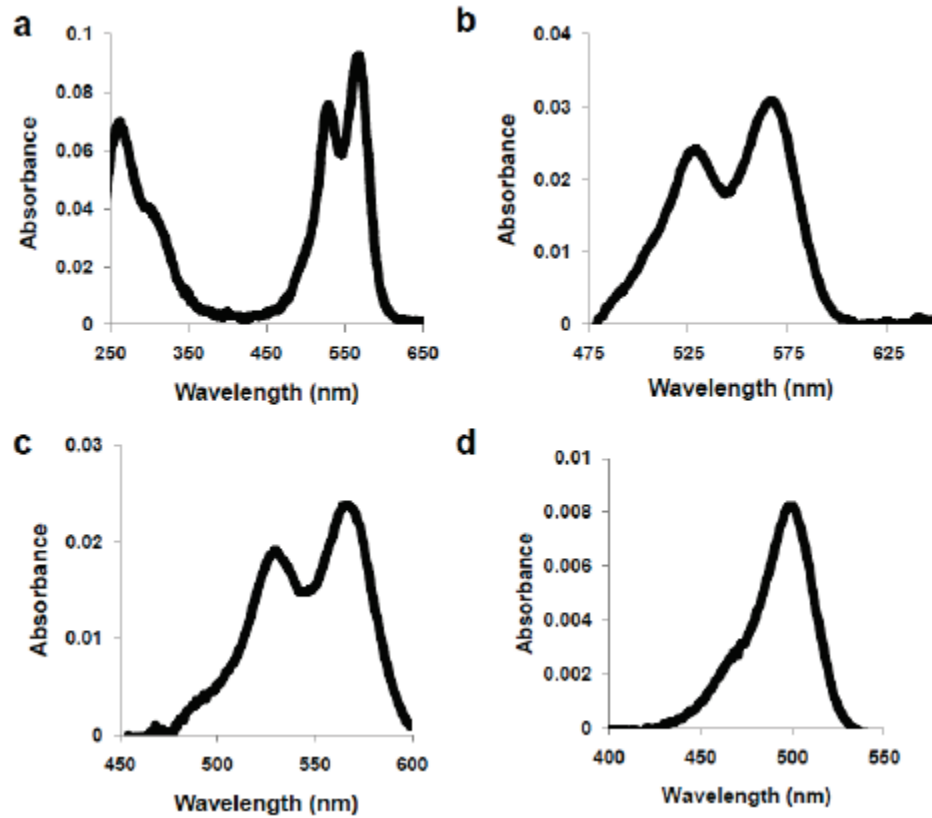 a
0.1
0.08
0.06
0.04
0.02
0
Absorbance
250 350 450 550 650
Wavelength (nm)
b
0.04
0.03
0.02
0.01
0
Absorbance
475 525 575 625
Wavelength (nm)
c
0.03
0.02
0.01
0
Absorbance
450 500 550 600
Wavelength (nm)
d
0.01
0.008
0.006
0.004
0.002
0
Absorbance
400 450 500 550
Wavelength (nm)